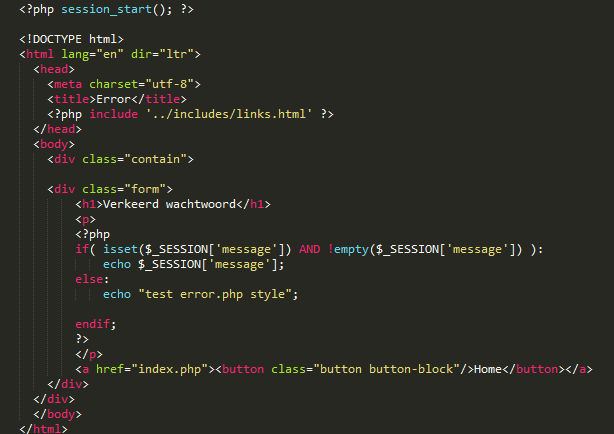 <?php session_start(); ?>
<!DOCTYPE html>
<html lang="en" dir="ltr">
<head>
<meta charset="utf-8">
<title>Error</title>
<?php include '../includes/links.html' ?>
</head>
<body>
<div class="contain">
<div class="form">
<h1>Verkeerd wachtwoord</h1>
<p>
<?php
if( isset($_SESSION['message']) AND !empty($_SESSION['message']) ):
echo $_SESSION['message'];
else:
echo "test error.php style";
endif;
?>
</p>
<a href="index.php"><button class="button button-block"/>Home</button></a>
</div>
</div>
</body>
</html>